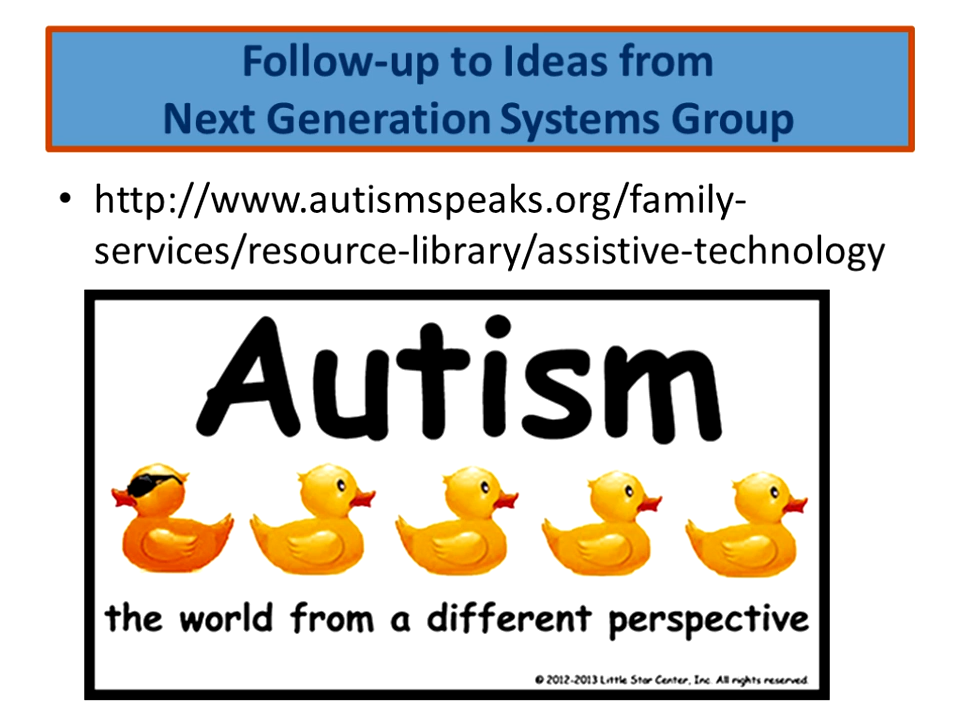 Follow-up to Ideas from
Next Generation Systems Group
• http://www.autismspeaks.org/family-
services/resource-library/assistive-technology
Autism
the world from a different perspective
© 2012-2013 Little Star Center, Inc. All rights reserved.